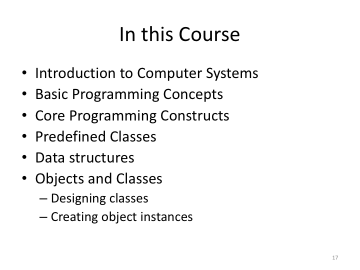 In this Course
• Introduction to Computer Systems
• Basic Programming Concepts
• Core Programming Constructs
• Predefined Classes
• Data structures
• Objects and Classes
– Designing classes
– Creating object instances
17